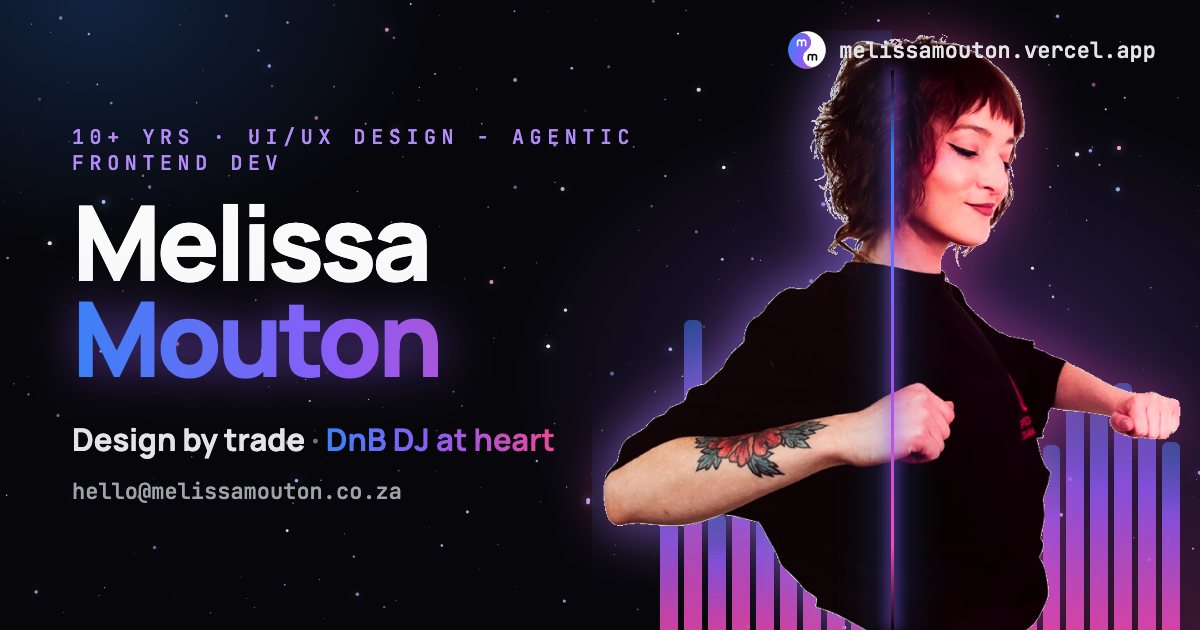 mm melissamouton.vercel.app
10+ YRS · UI/UX DESIGN - AGENTIC
FRONTEND DEV
Melissa
Mouton
Design by trade · DnB DJ at heart
hello@melissamouton.co.za